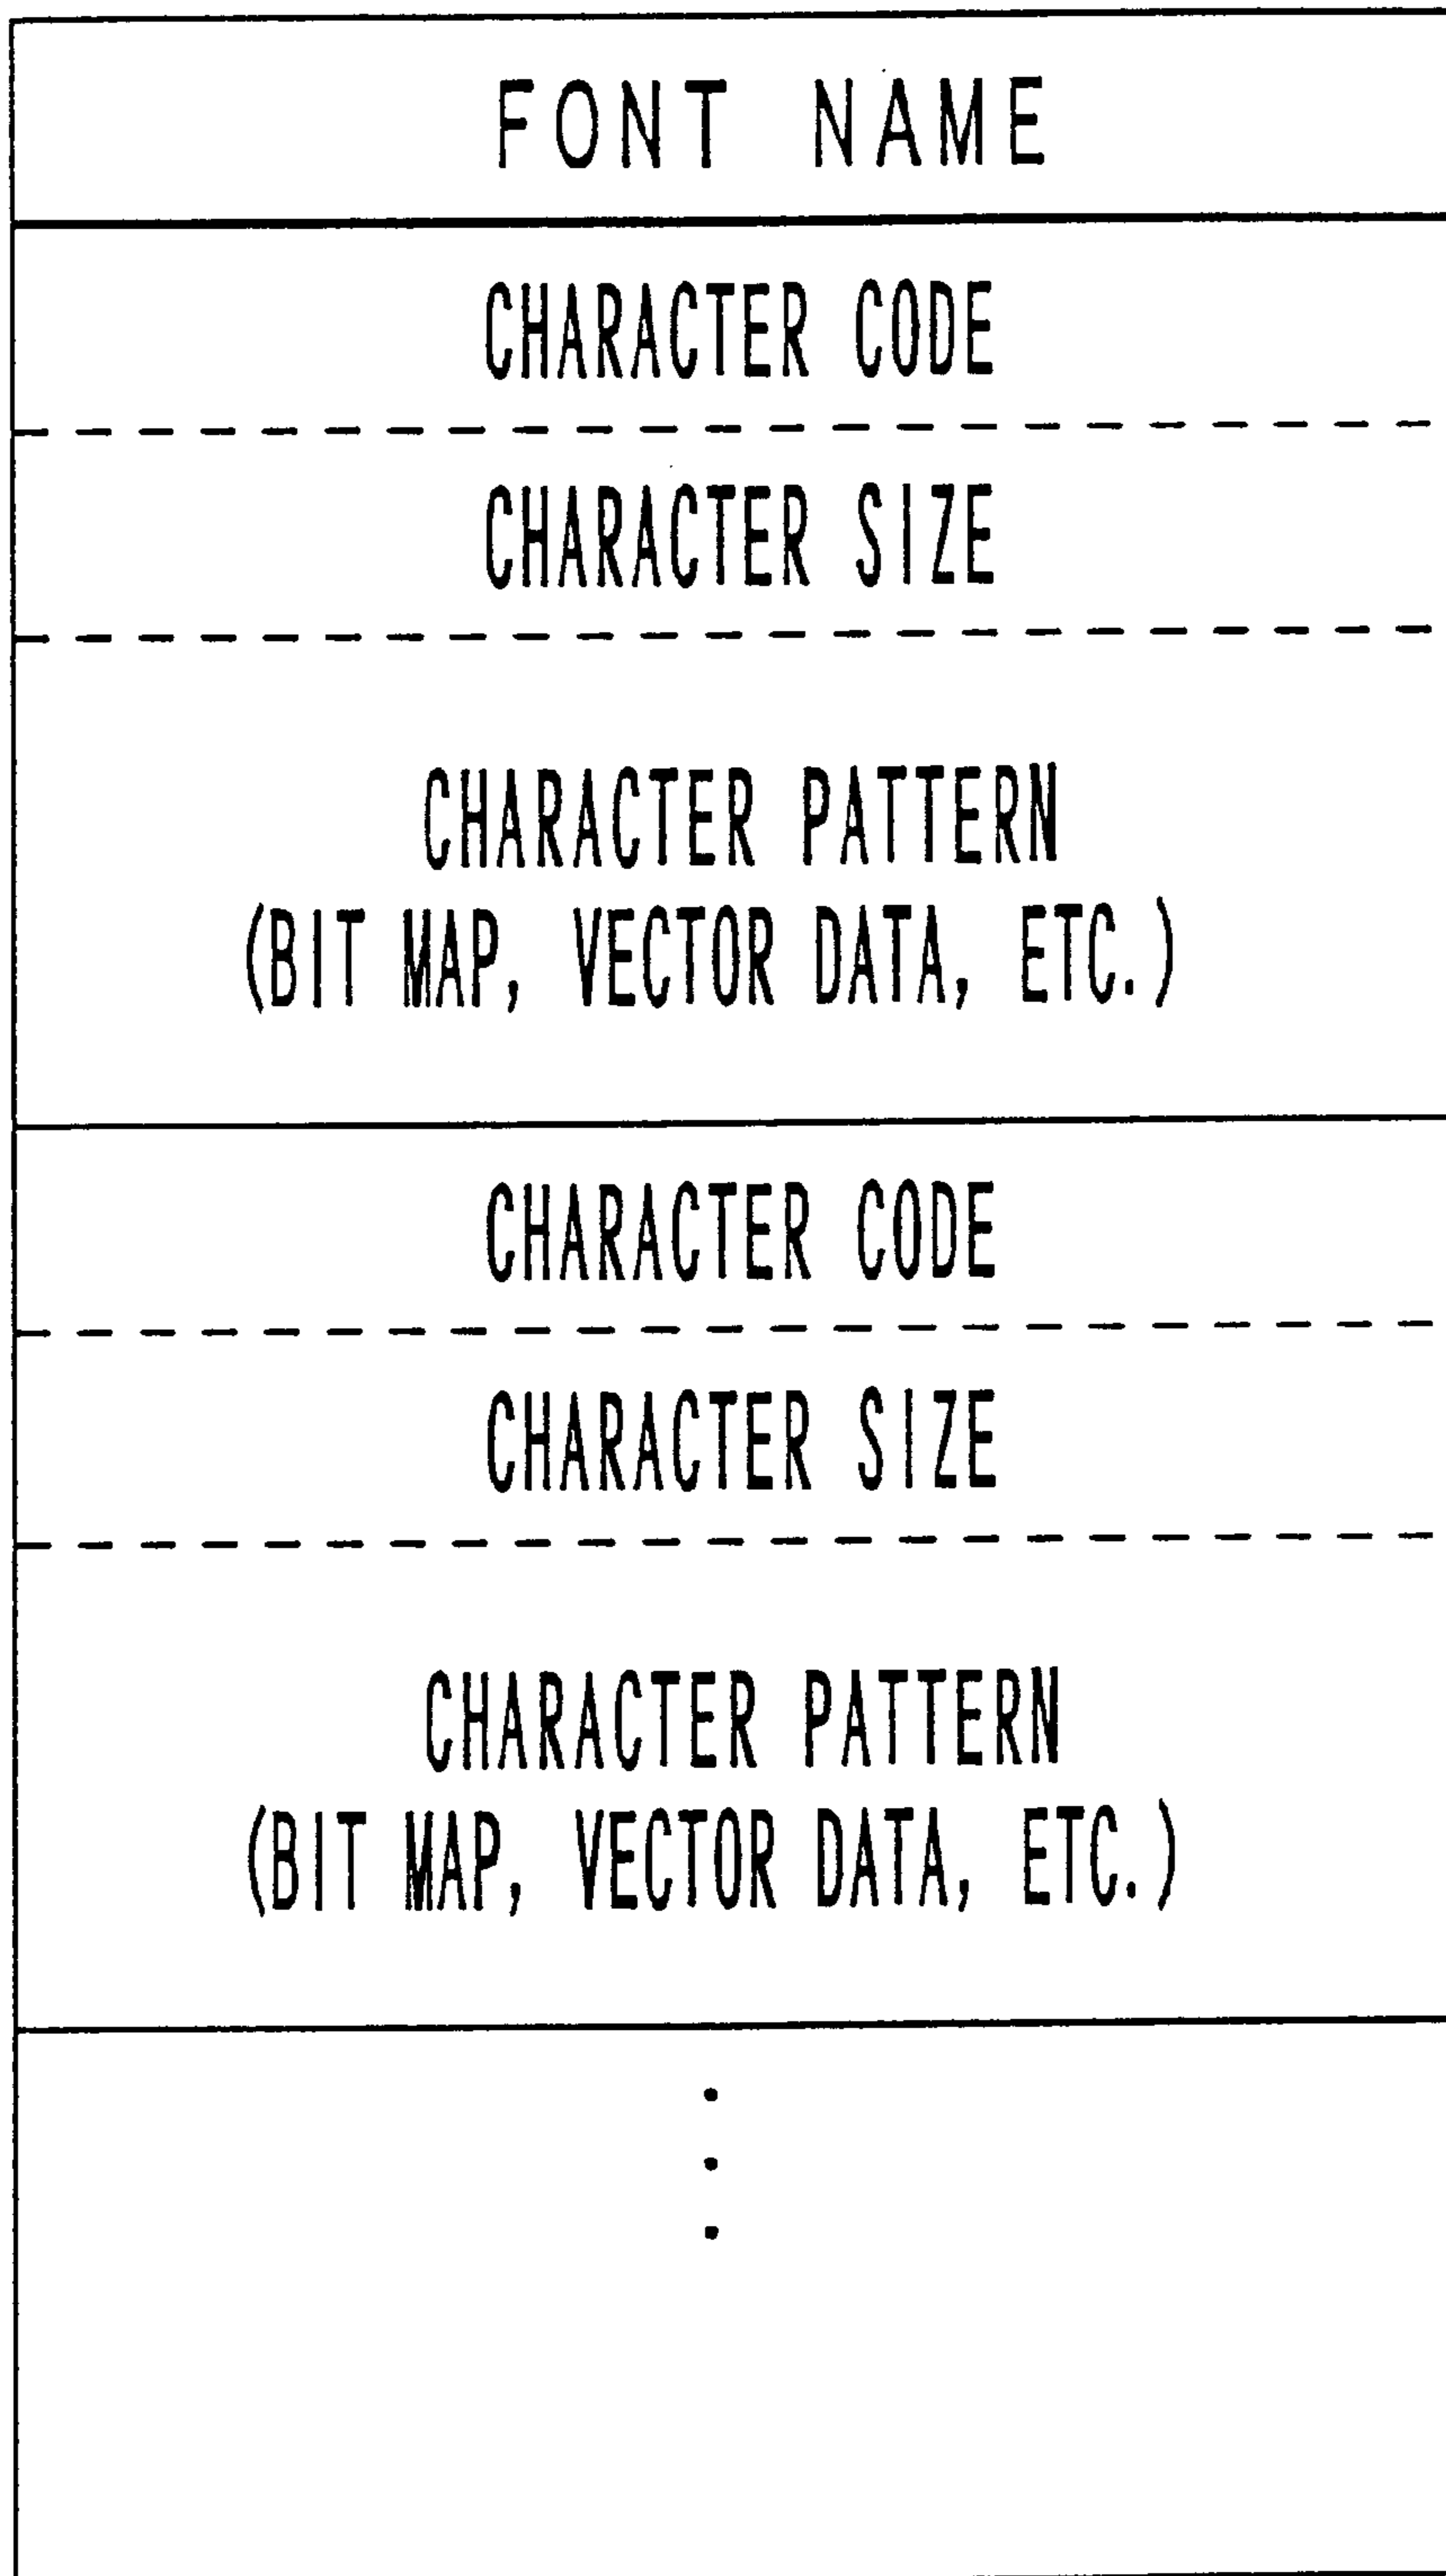 FONT NAME
CHARACTER CODE
CHARACTER SIZE
CHARACTER PATTERN
(BIT MAP, VECTOR DATA, ETC.)
CHARACTER CODE
CHARACTER SIZE
CHARACTER PATTERN
(BIT MAP, VECTOR DATA, ETC.)